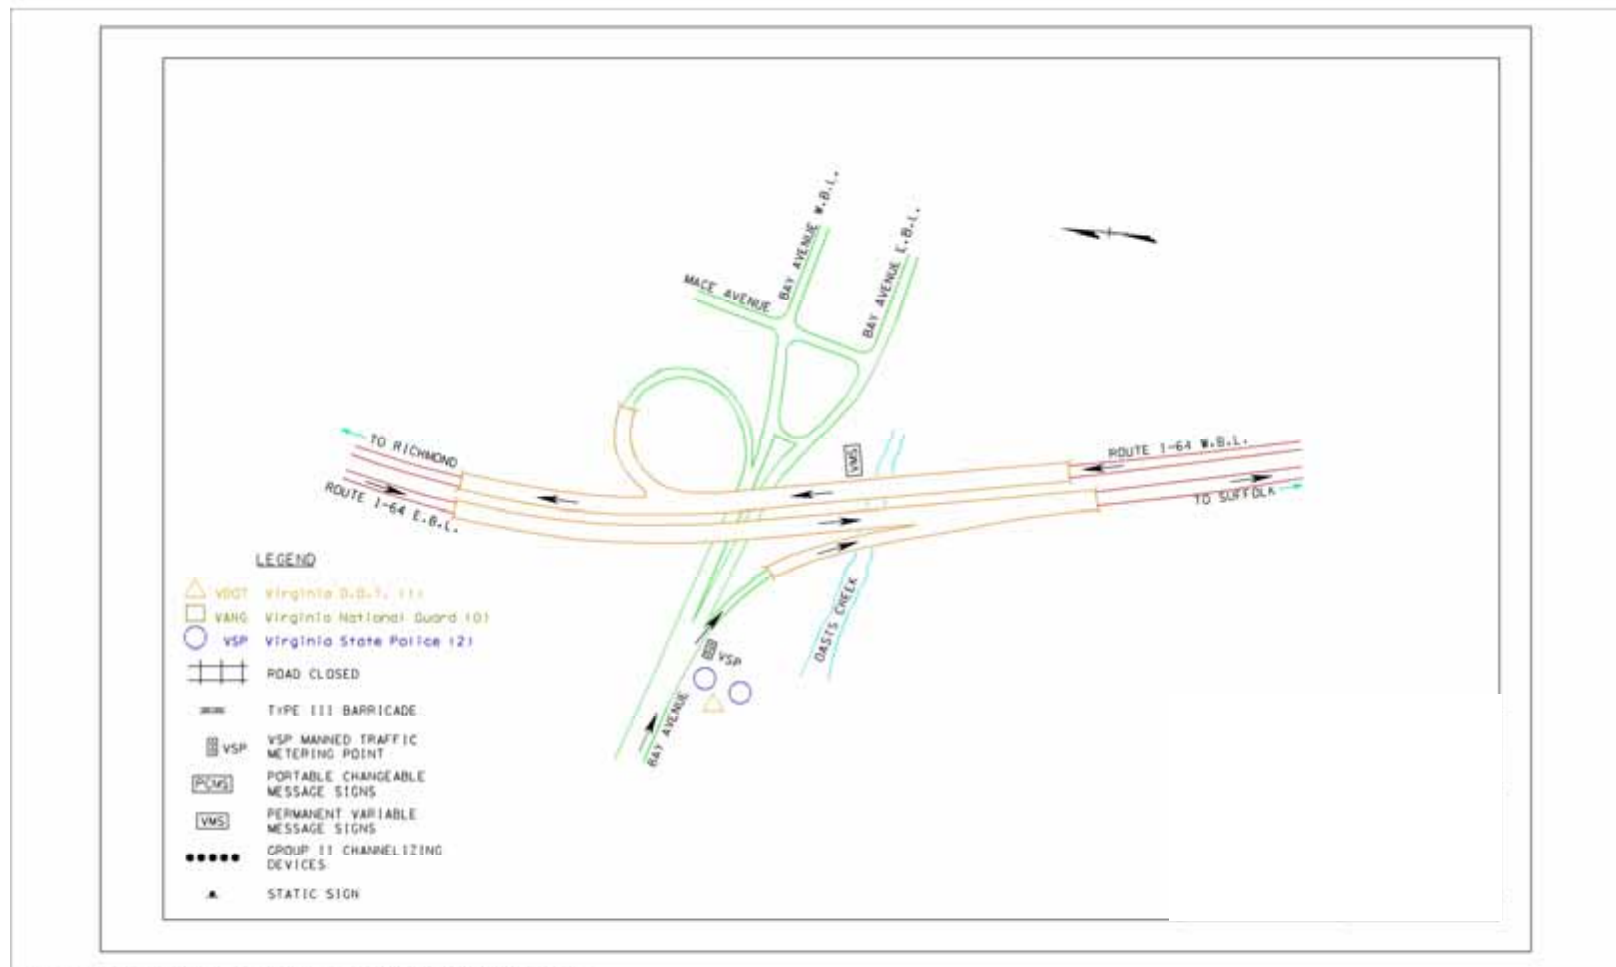 BAY AVENUE W.B.L.
BAY AVENUE E.B.L.
MACE AVENUE
TO RICHMOND
ROUTE I-64 E.B.L.
VMS
ROUTE I-64 W.B.L.
TO SUFFOLK
OASTS CREEK
VSP
BAY AVENUE
LEGEND
VDOT Virginia D.O.T. (1)
VANG Virginia National Guard (0)
VSP Virginia State Police (2)
ROAD CLOSED
TYPE III BARRICADE
VSP VSP MANNED TRAFFIC
METERING POINT
PCMS PORTABLE CHANGEABLE
MESSAGE SIGNS
VMS PERMANENT VARIABLE
MESSAGE SIGNS
GROUP II CHANNELIZING
DEVICES
STATIC SIGN